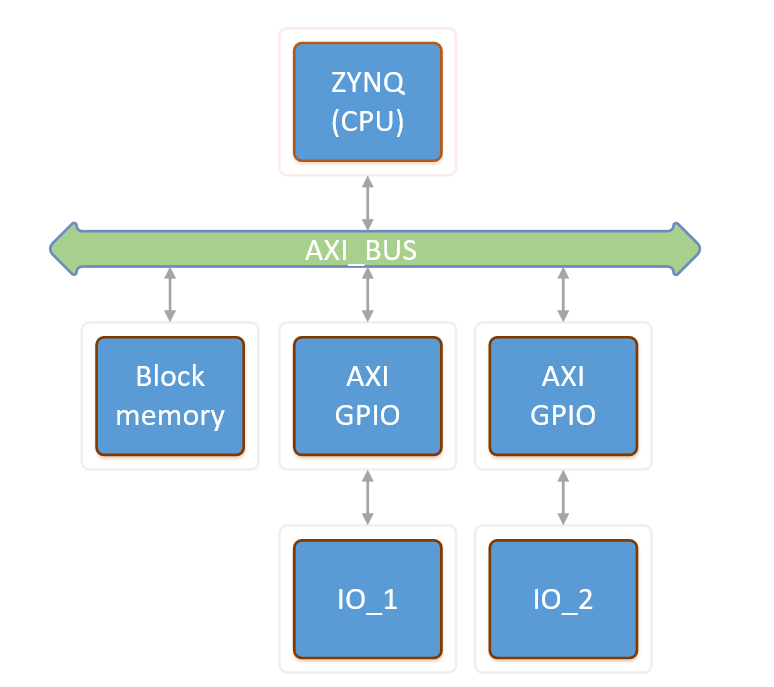 ZYNQ
(CPU)
AXI_BUS
Block
memory
AXI
GPIO
AXI
GPIO
IO_1
IO_2